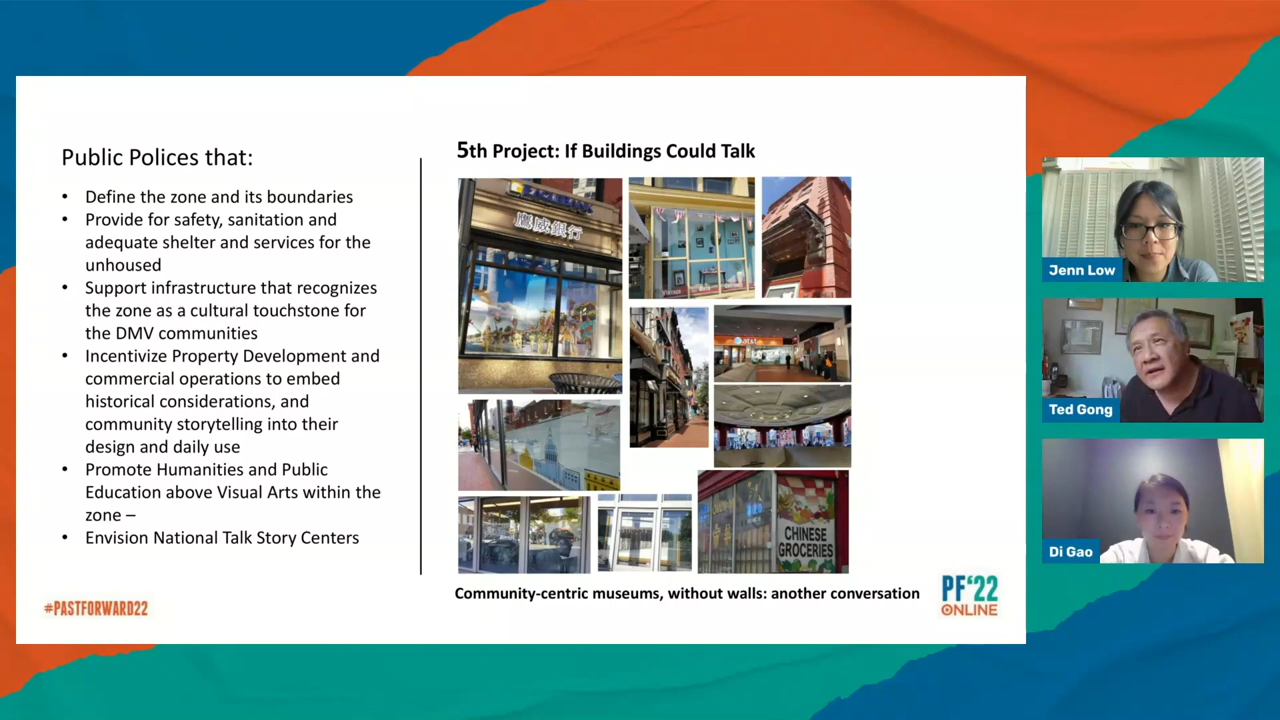 Public Polices that:
• Define the zone and its boundaries
• Provide for safety, sanitation and
adequate shelter and services for the
unhoused
• Support infrastructure that recognizes
the zone as a cultural touchstone for
the DMV communities
• Incentivize Property Development and
commercial operations to embed
historical considerations, and
community storytelling into their
design and daily use
• Promote Humanities and Public
Education above Visual Arts within the
zone –
• Envision National Talk Story Centers
#PASTFORWARD22
5th Project: If Buildings Could Talk
鷹威銀行
at&t
CHINESE
GROCERIES
Community-centric museums, without walls: another conversation
PF'22
ONLINE
Jenn Low
Ted Gong
Di Gao